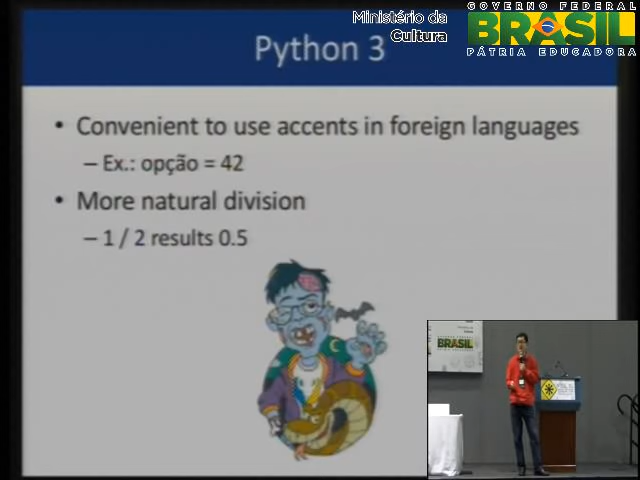 Ministério da
Cultura
GOVERNO FEDERAL
BRASIL
PÁTRIA EDUCADORA
Python 3
• Convenient to use accents in foreign languages
– Ex.: opção = 42
• More natural division
– 1 / 2 results 0.5
BRASIL